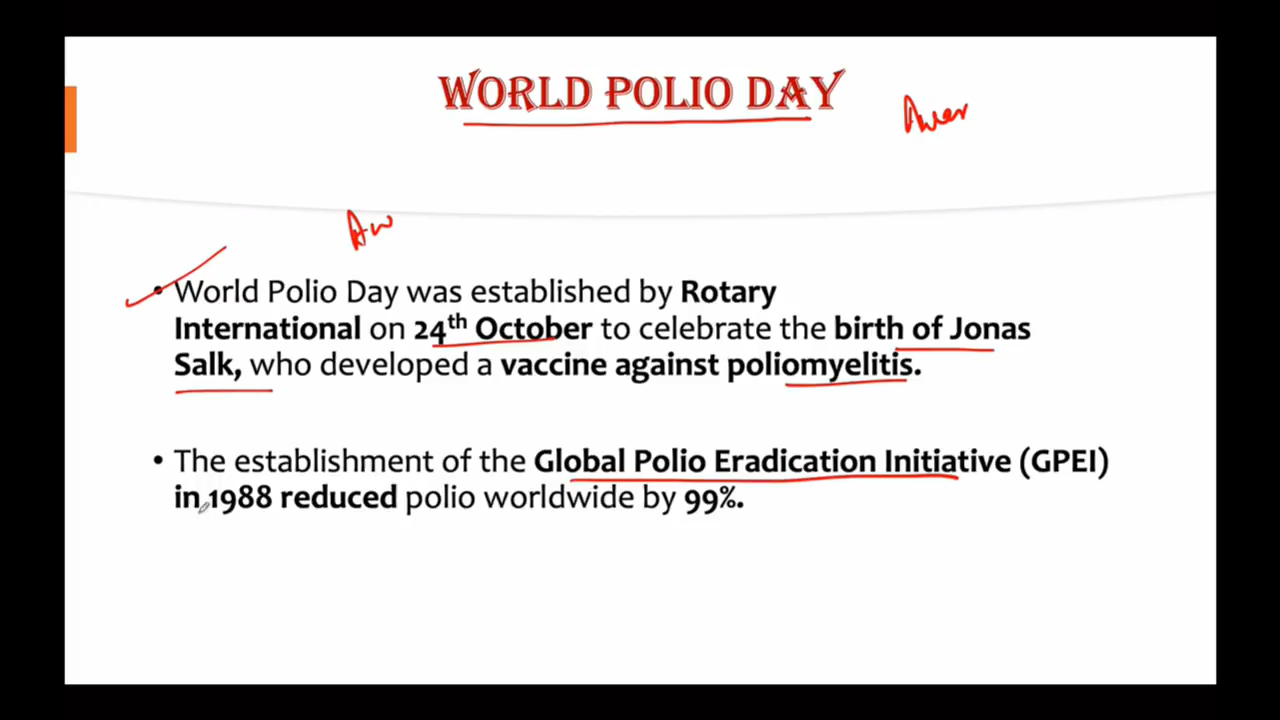 WORLD POLIO DAY
• World Polio Day was established by Rotary
International on 24th October to celebrate the birth of Jonas
Salk, who developed a vaccine against poliomyelitis.
• The establishment of the Global Polio Eradication Initiative (GPEI)
in 1988 reduced polio worldwide by 99%.